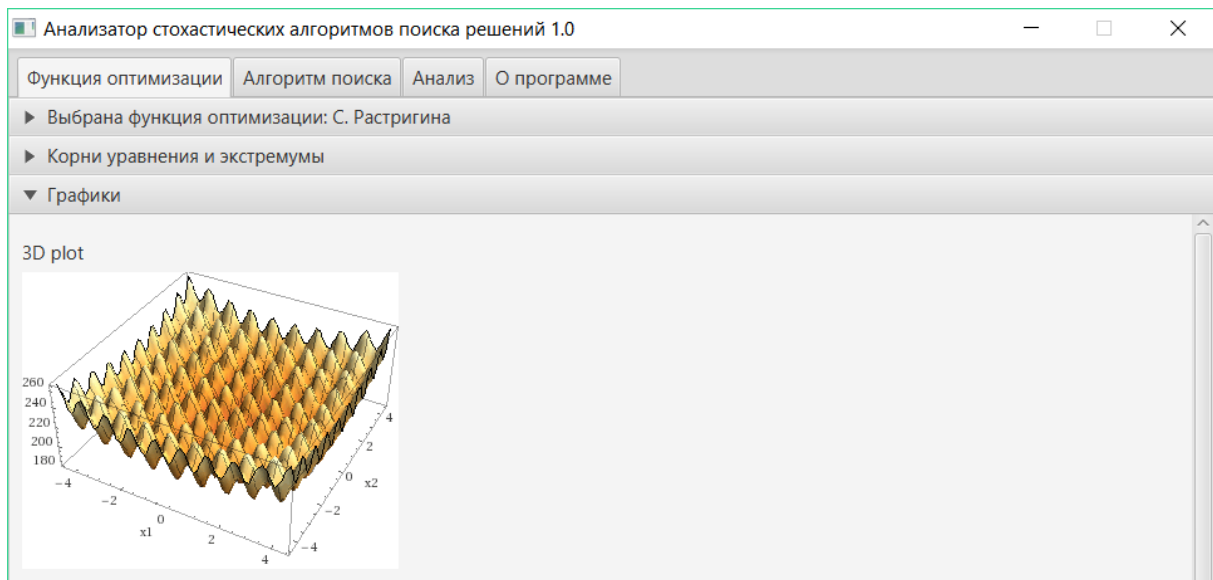 Анализатор стохастических алгоритмов поиска решений 1.0
Функция оптимизации Алгоритм поиска Анализ О программе
Выбрана функция оптимизации: С. Растригина
Корни уравнения и экстремумы
Графики
3D plot
260
240
220
200
180
-4
-2
0
2
4
x1
-4
-2
0
2
4
x2